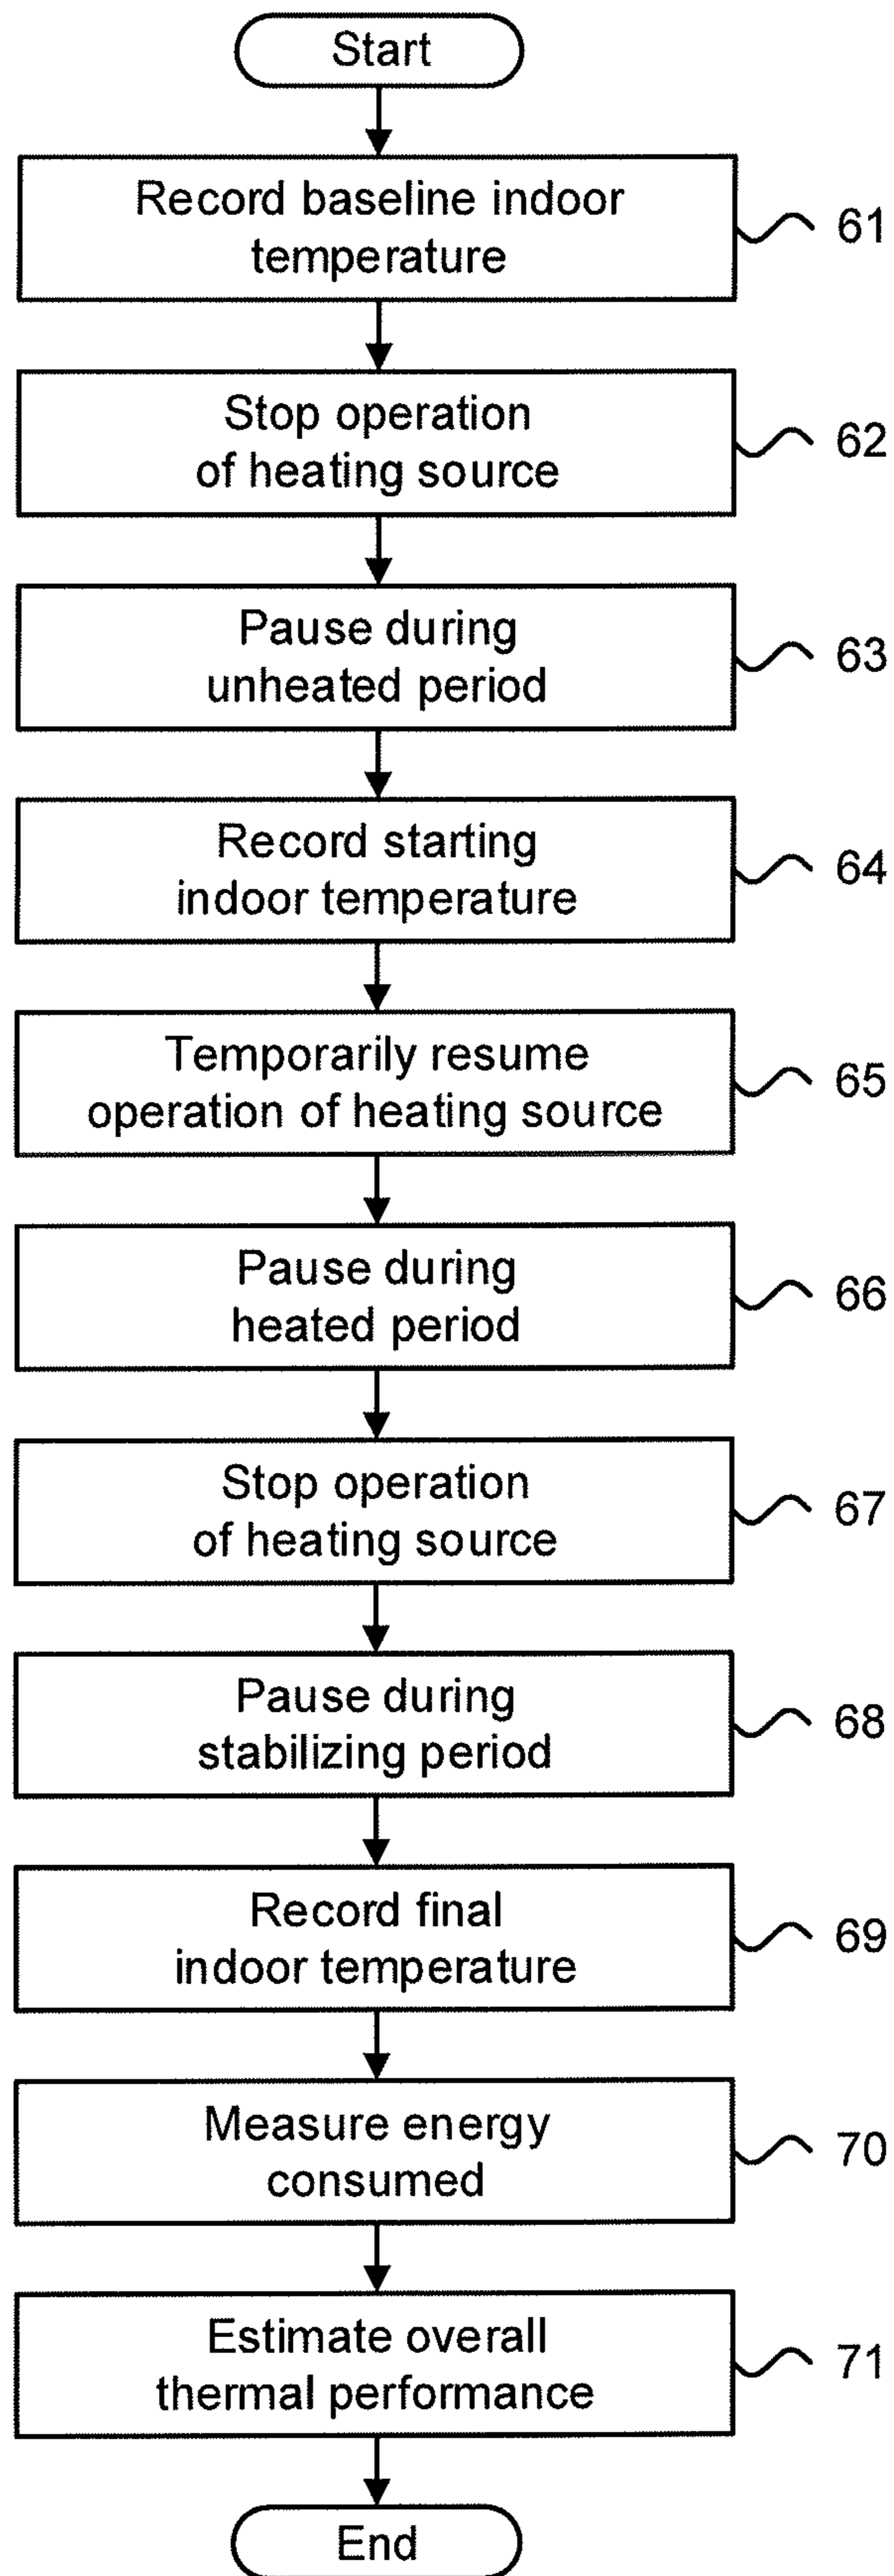 Start
Record baseline indoor
temperature
61
Stop operation
of heating source
62
Pause during
unheated period
63
Record starting
indoor temperature
64
Temporarily resume
operation of heating source
65
Pause during
heated period
66
Stop operation
of heating source
67
Pause during
stabilizing period
68
Record final
indoor temperature
69
Measure energy
consumed
70
Estimate overall
thermal performance
71
End